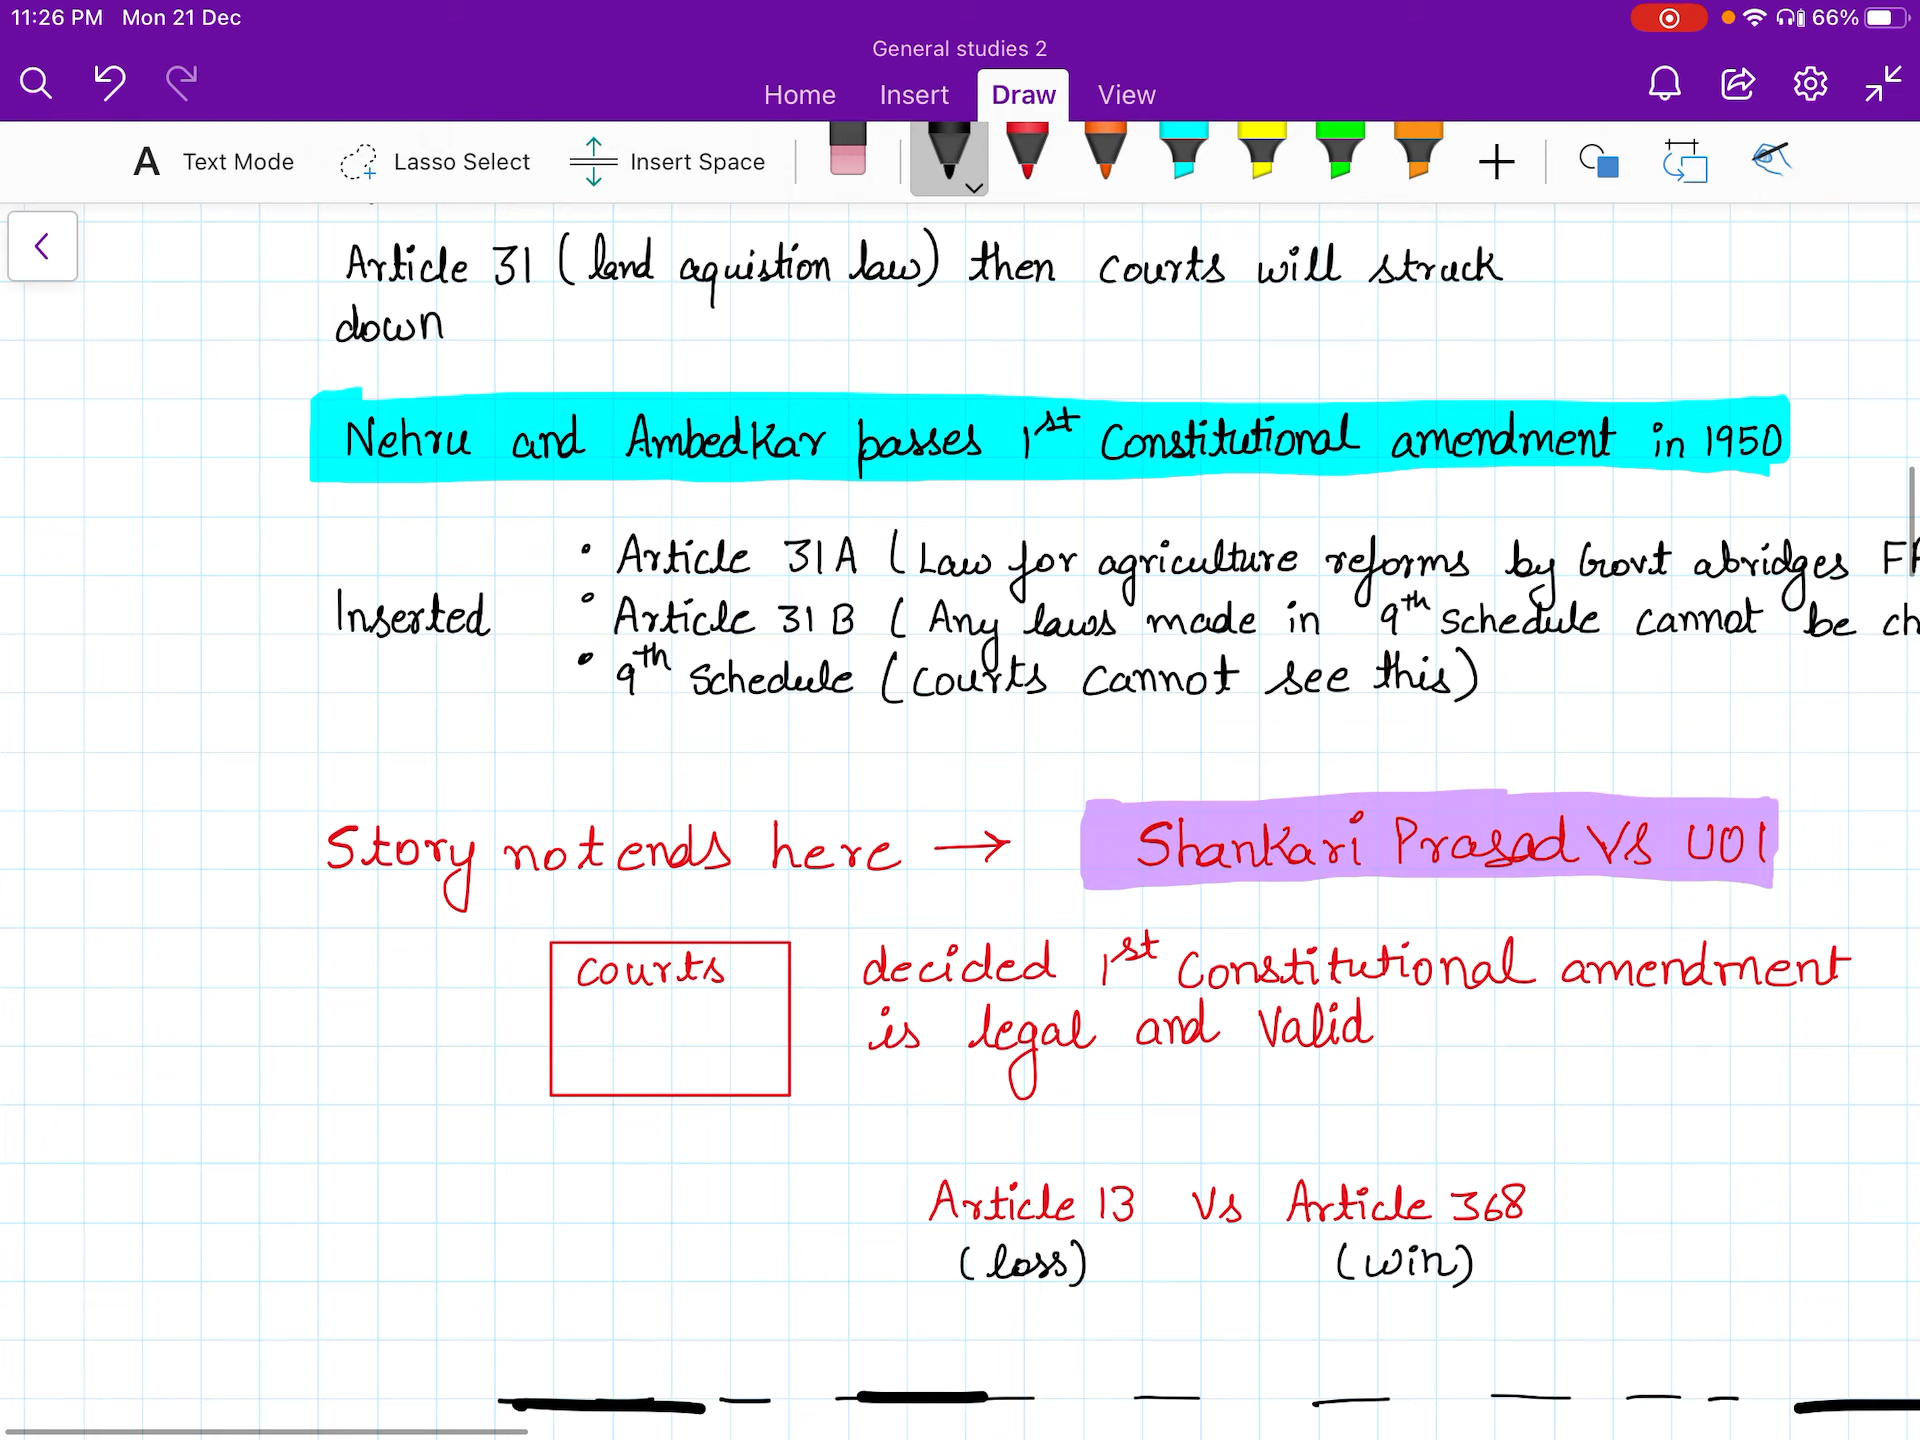 11:26 PM Mon 21 Dec
66%
General studies 2
Home Insert Draw View
A Text Mode Lasso Select Insert Space
Article 31 (land aquistion law) then courts will struck
down
Nehru and Ambedkar passes 1st Constitutional amendment in 1950
• Article 31A (Law for agriculture reforms by Govt abridges
Inserted • Article 31B (Any laws made in 9th schedule cannot be
• 9th Schedule (courts cannot see this)
Story not ends here → Shankari Prasad Vs UOI
courts decided 1st Constitutional amendment
is legal and Valid
Article 13 Vs Article 368
(loss) (win)